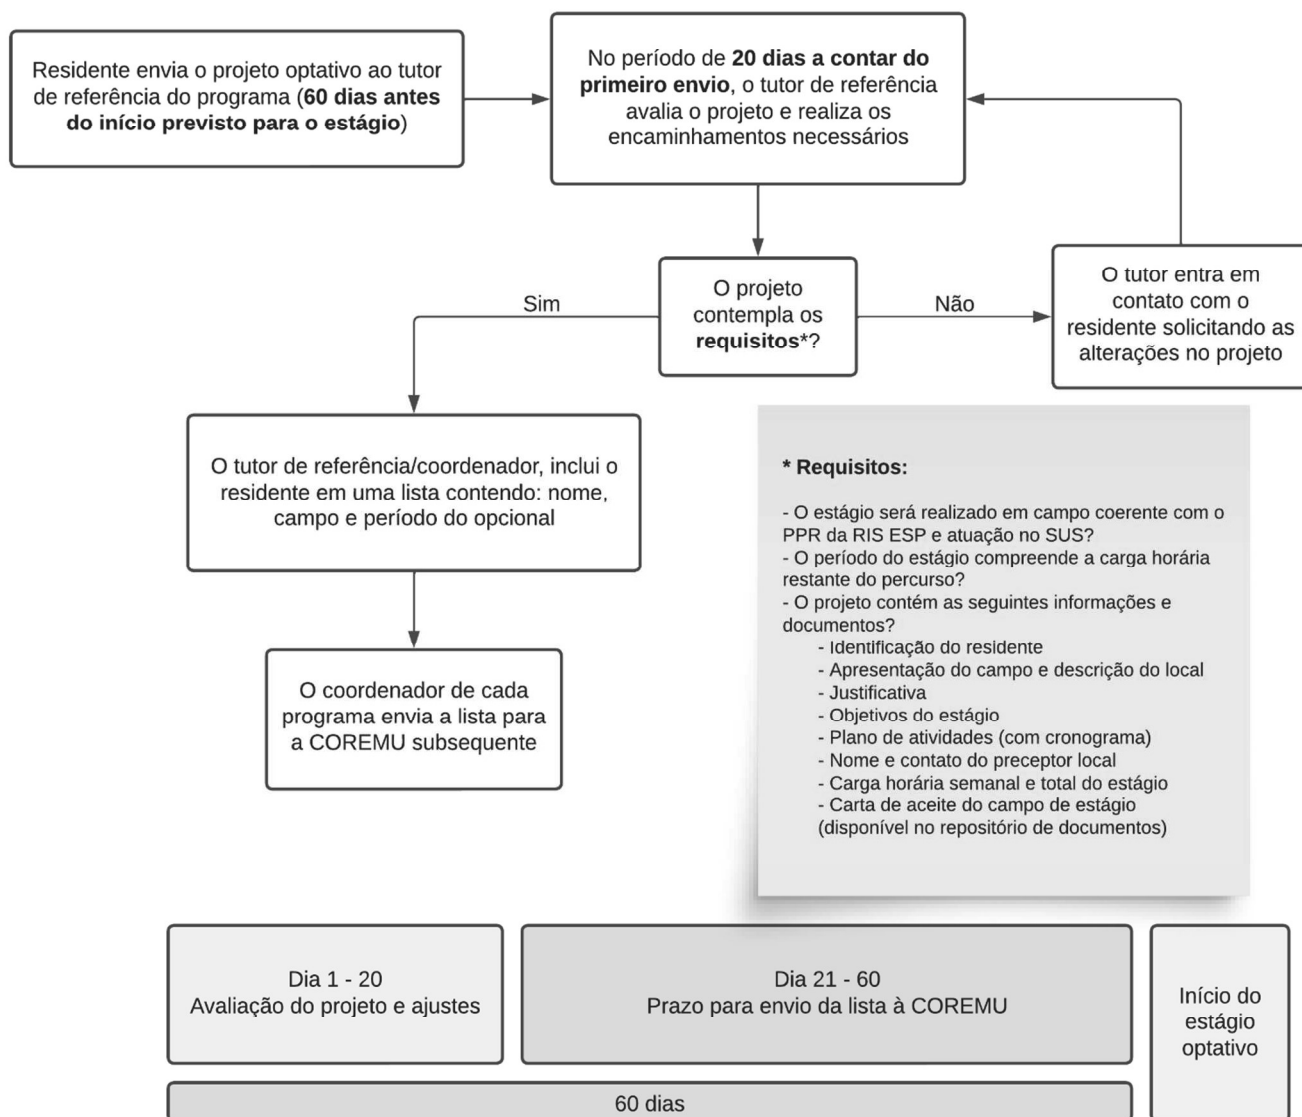 Residente envia o projeto optativo ao tutor
de referência do programa (60 dias antes
do início previsto para o estágio)
No período de 20 dias a contar do
primeiro envio, o tutor de referência
avalia o projeto e realiza os
encaminhamentos necessários
O projeto
contempla os
requisitos*?
Sim
Não
O tutor entra em
contato com o
residente solicitando as
alterações no projeto
O tutor de referência/coordenador, inclui o
residente em uma lista contendo: nome,
campo e período do opcional
O coordenador de cada
programa envia a lista para
a COREMU subsequente
* Requisitos:
- O estágio será realizado em campo coerente com o
PPR da RIS ESP e atuação no SUS?
- O período do estágio compreende a carga horária
restante do percurso?
- O projeto contém as seguintes informações e
documentos?
- Identificação do residente
- Apresentação do campo e descrição do local
- Justificativa
- Objetivos do estágio
- Plano de atividades (com cronograma)
- Nome e contato do preceptor local
- Carga horária semanal e total do estágio
- Carta de aceite do campo de estágio
(disponível no repositório de documentos)
Dia 1 - 20
Avaliação do projeto e ajustes
Dia 21 - 60
Prazo para envio da lista à COREMU
Início do
estágio
optativo
60 dias